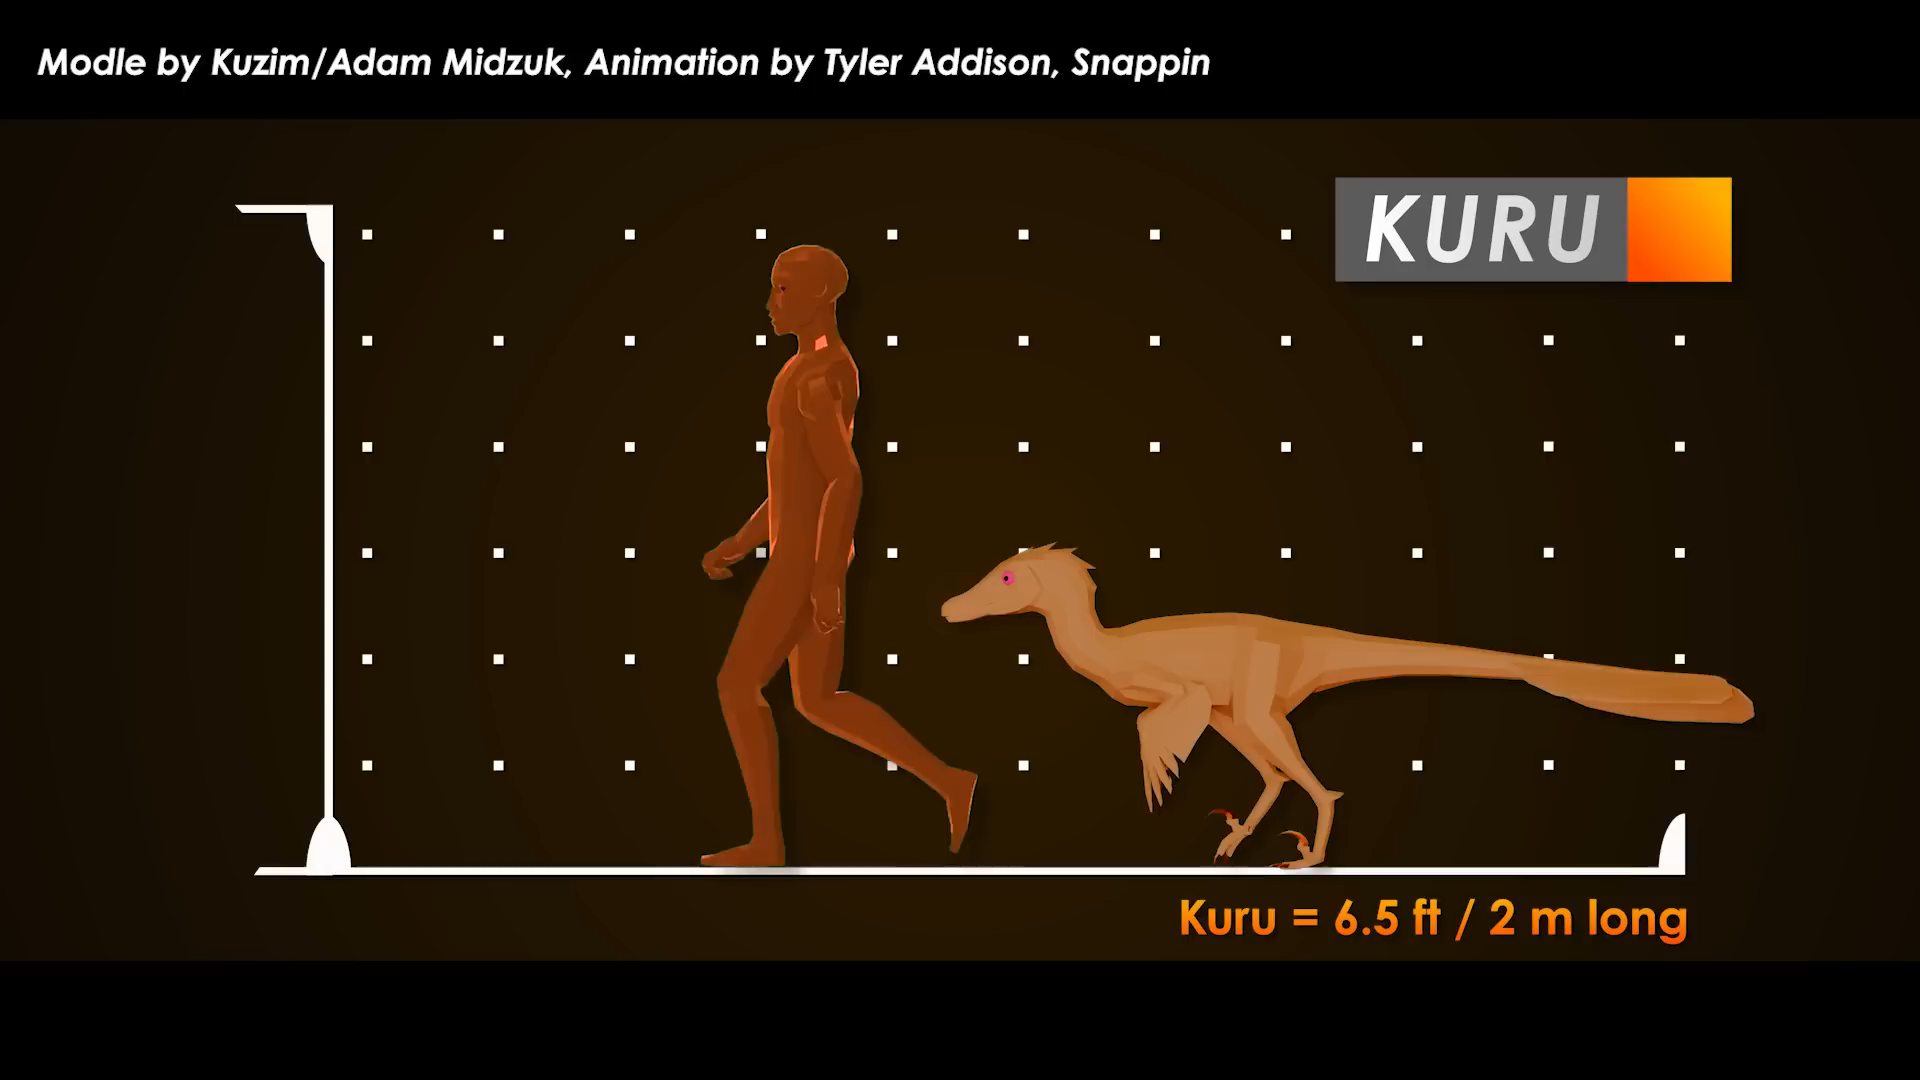 Modle by Kuzim/Adam Midzuk, Animation by Tyler Addison, Snappin
KURU
Kuru = 6.5 ft / 2 m long